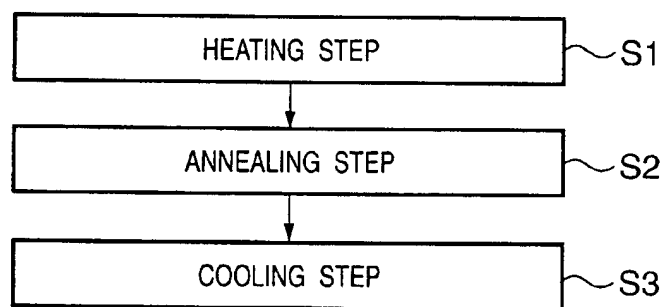 HEATING STEP S1
ANNEALING STEP S2
COOLING STEP S3